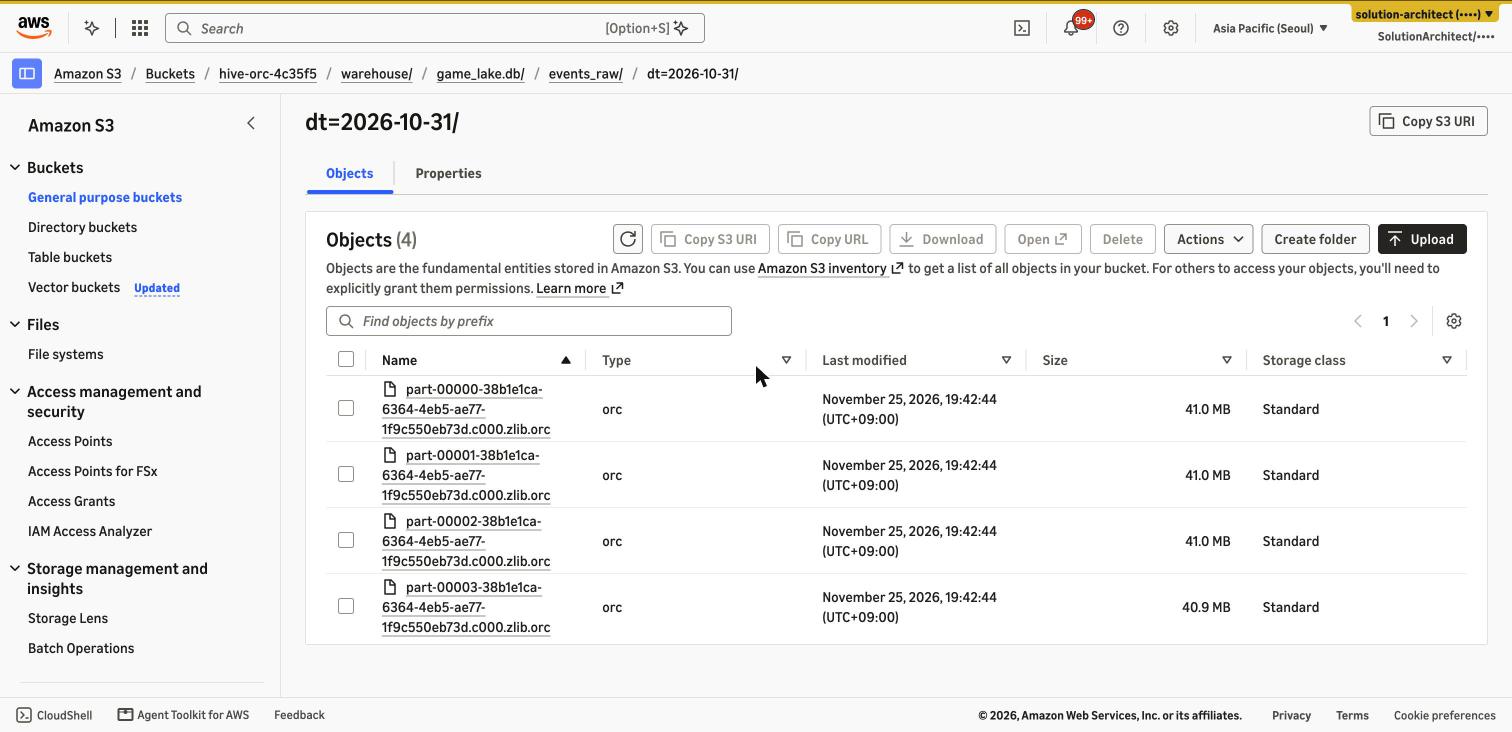 aws
Search
[Option+S]
99+
Asia Pacific (Seoul)
solution-architect (••••)
SolutionArchitect/••••
Amazon S3 / Buckets / hive-orc-4c35f5 / warehouse/ / game_lake.db/ / events_raw/ / dt=2026-10-31/
Amazon S3
Buckets
General purpose buckets
Directory buckets
Table buckets
Vector buckets Updated
Files
File systems
Access management and
security
Access Points
Access Points for FSx
Access Grants
IAM Access Analyzer
Storage management and
insights
Storage Lens
Batch Operations
dt=2026-10-31/
Copy S3 URI
Objects
Properties
Objects (4)
Copy S3 URI
Copy URL
Download
Open
Delete
Actions
Create folder
Upload
Objects are the fundamental entities stored in Amazon S3. You can use Amazon S3 inventory to get a list of all objects in your bucket. For others to access your objects, you'll need to
explicitly grant them permissions. Learn more
Find objects by prefix
1
Name
Type
Last modified
Size
Storage class
part-00000-38b1e1ca-
6364-4eb5-ae77-
1f9c550eb73d.c000.zlib.orc
orc
November 25, 2026, 19:42:44
(UTC+09:00)
41.0 MB
Standard
part-00001-38b1e1ca-
6364-4eb5-ae77-
1f9c550eb73d.c000.zlib.orc
orc
November 25, 2026, 19:42:44
(UTC+09:00)
41.0 MB
Standard
part-00002-38b1e1ca-
6364-4eb5-ae77-
1f9c550eb73d.c000.zlib.orc
orc
November 25, 2026, 19:42:44
(UTC+09:00)
41.0 MB
Standard
part-00003-38b1e1ca-
6364-4eb5-ae77-
1f9c550eb73d.c000.zlib.orc
orc
November 25, 2026, 19:42:44
(UTC+09:00)
40.9 MB
Standard
CloudShell
Agent Toolkit for AWS
Feedback
© 2026, Amazon Web Services, Inc. or its affiliates.
Privacy
Terms
Cookie preferences